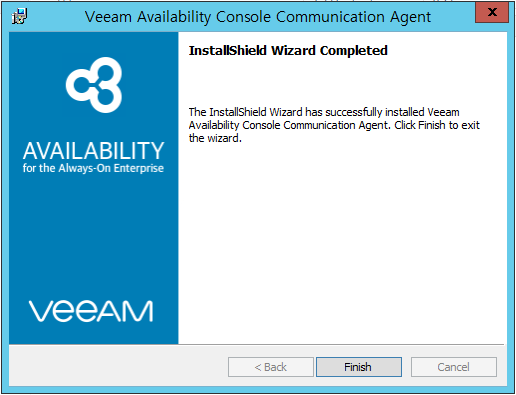 Veeam Availability Console Communication Agent
x
InstallShield Wizard Completed
The InstallShield Wizard has successfully installed Veeam
Availability Console Communication Agent. Click Finish to exit
the wizard.
AVAILABILITY
for the Always-On Enterprise
veeam
< Back
Finish
Cancel